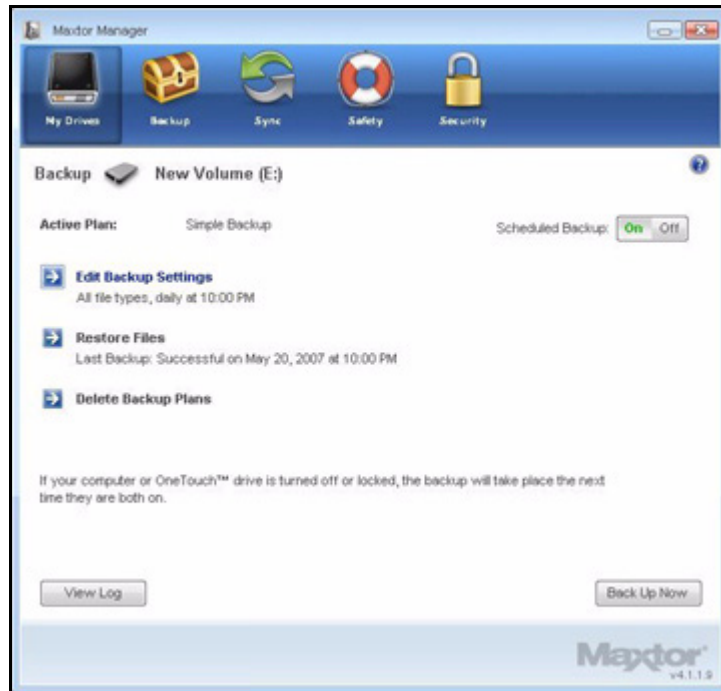 Maxtor Manager
My Drives Backup Sync Safety Security
Backup New Volume (E:)
Active Plan: Simple Backup Scheduled Backup: On Off
Edit Backup Settings
All file types, daily at 10:00 PM
Restore Files
Last Backup: Successful on May 20, 2007 at 10:00 PM
Delete Backup Plans
If your computer or OneTouch™ drive is turned off or locked, the backup will take place the next
time they are both on.
View Log Back Up Now
Maxtor
v4.1.1.9